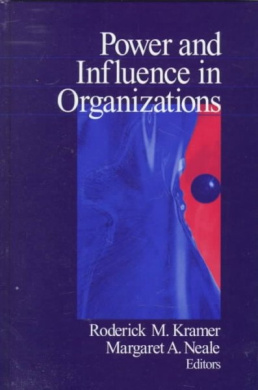 Power and
Influence in
Organizations
Roderick M. Kramer
Margaret A. Neale
Editors